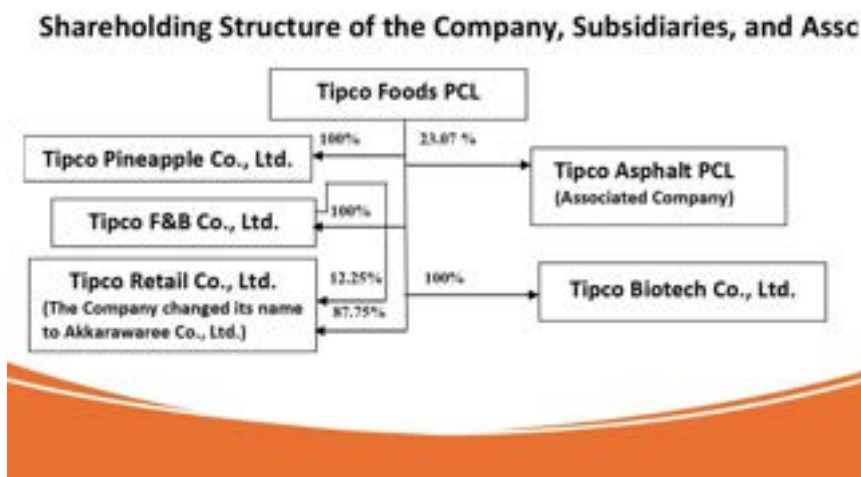 Shareholding Structure of the Company, Subsidiaries, and Assc
Tipco Foods PCL
100%
23.07 %
Tipco Pineapple Co., Ltd.
Tipco Asphalt PCL
(Associated Company)
Tipco F&B Co., Ltd.
100%
Tipco Retail Co., Ltd.
(The Company changed its name
to Akkarawaree Co., Ltd.)
12.25%
87.75%
100%
Tipco Biotech Co., Ltd.